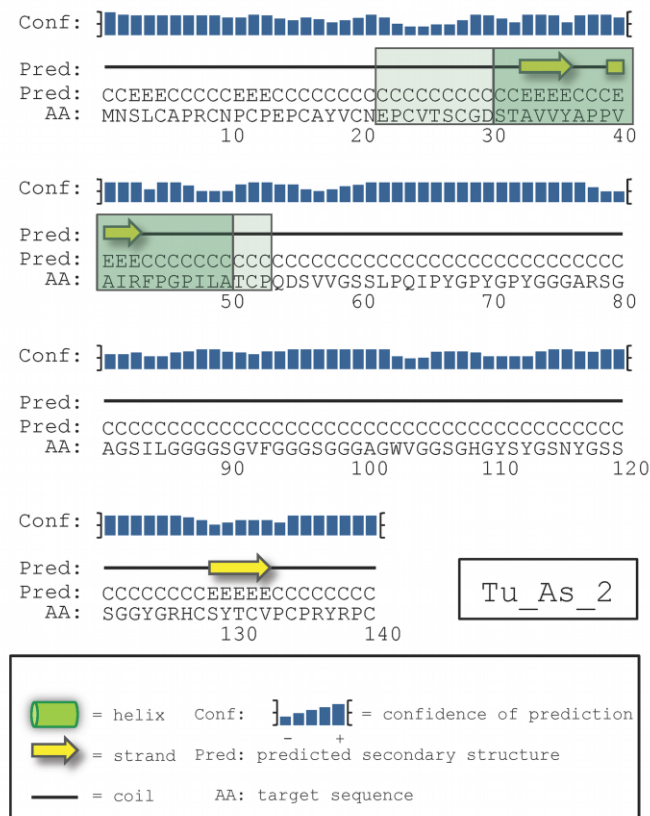 Conf:
Pred:
Pred: CCEEECCCCCEEECCCCCCCCCCCCCCCCCCCEEEECCCE
AA: MNSLCAPRCNPCPEPCAYVCNEPCVTSCGDSTAVVYAPPV
10 20 30 40
Conf:
Pred:
Pred: EEECCCCCCCCCCCCCCCCCCCCCCCCCCCCCCCCCCCCC
AA: AIRFPGPILATCPQDSVVGSSLPQIPYGPYGPYGGGARSG
50 60 70 80
Conf:
Pred:
Pred: CCCCCCCCCCCCCCCCCCCCCCCCCCCCCCCCCCCCCCCC
AA: AGSILGGGGSGVFGGGSGGGAGWVGGSGHGYSYGSNYGSS
90 100 110 120
Conf:
Pred:
Pred: CCCCCCCCEEEEECCCCCCCC
AA: SGGYGRHCSYTCVPCPRYRPC
130 140
Tu_As_2
= helix Conf: = confidence of prediction
- +
= strand Pred: predicted secondary structure
= coil AA: target sequence